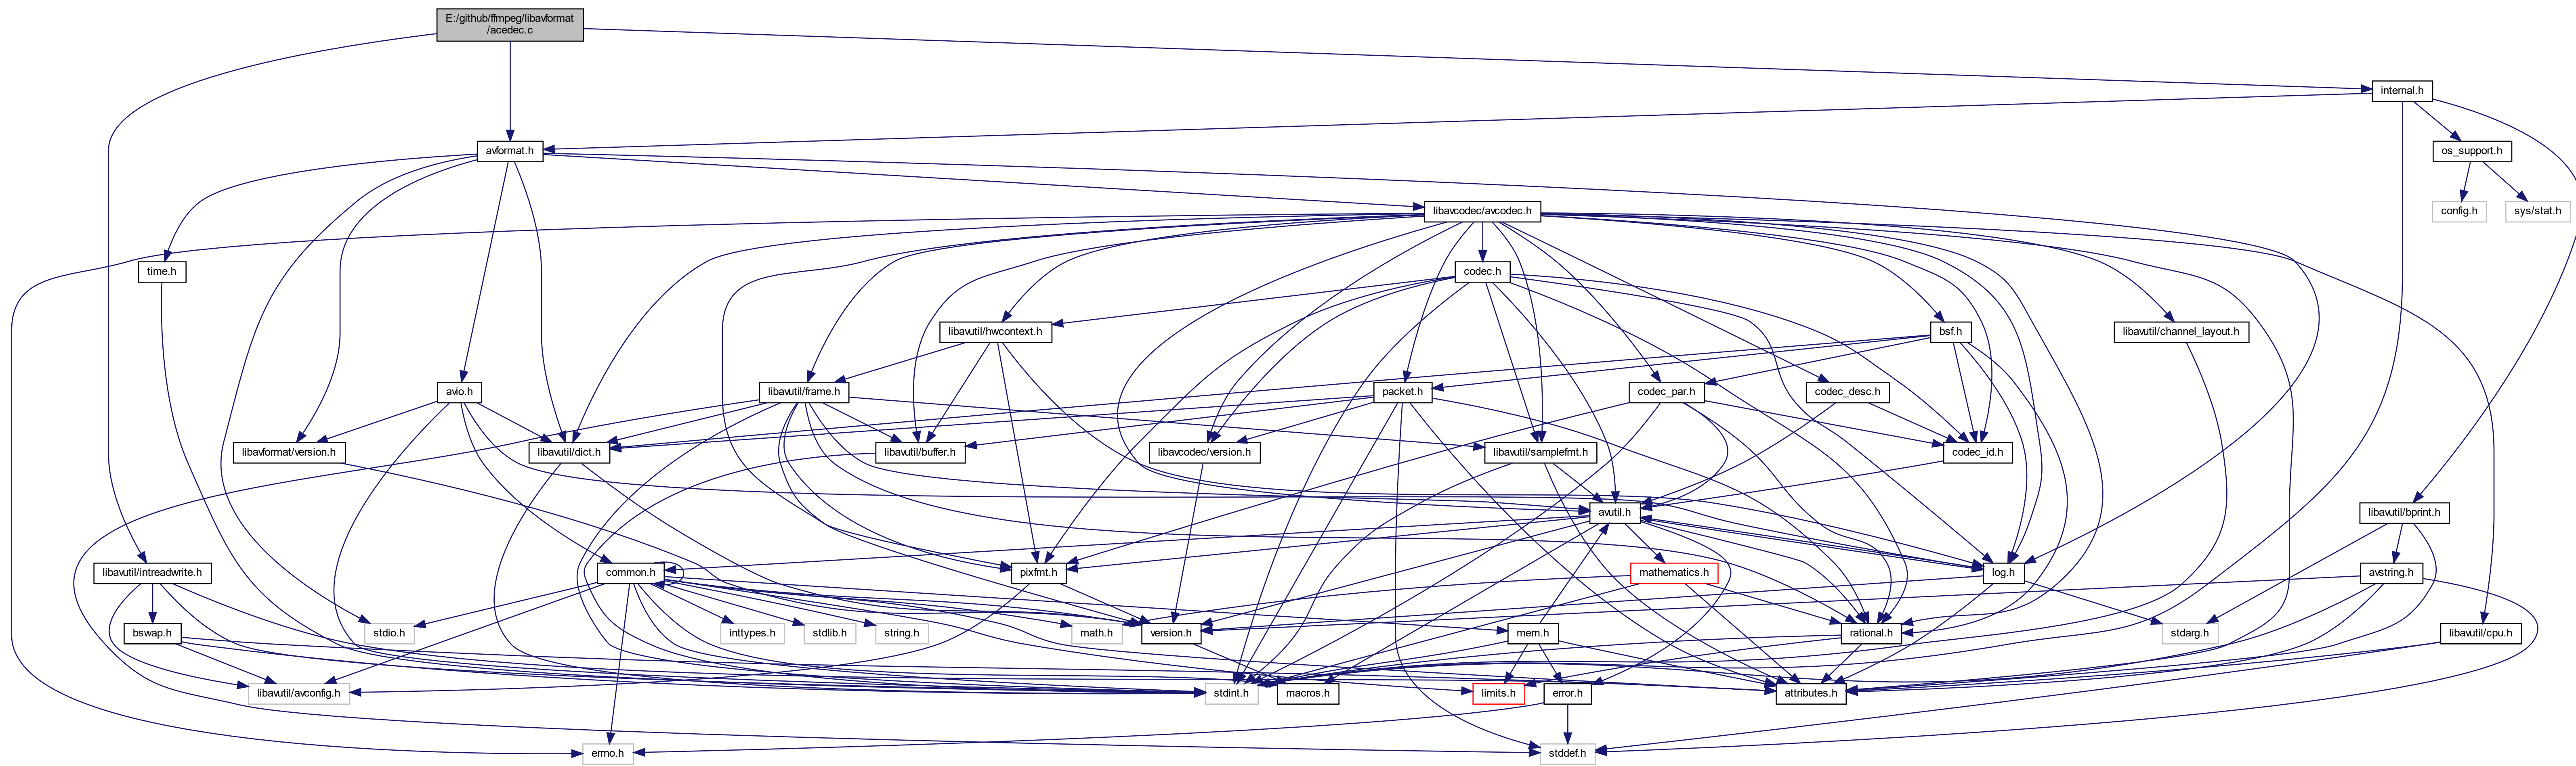 E:/github/ffmpeg/libavformat
/acedec.c
internal.h
avformat.h
os_support.h
libavcodec/avcodec.h
config.h
sys/stat.h
time.h
codec.h
libavutil/hwcontext.h
bsf.h
libavutil/channel_layout.h
avio.h
libavutil/frame.h
packet.h
codec_par.h
codec_desc.h
libavformat/version.h
libavutil/dict.h
libavutil/buffer.h
libavcodec/version.h
libavutil/samplefmt.h
codec_id.h
avutil.h
libavutil/bprint.h
libavutil/intreadwrite.h
common.h
pixfmt.h
mathematics.h
log.h
avstring.h
bswap.h
stdio.h
inttypes.h
stdlib.h
string.h
math.h
version.h
mem.h
rational.h
stdarg.h
libavutil/cpu.h
libavutil/avconfig.h
stdint.h
macros.h
limits.h
error.h
attributes.h
errno.h
stddef.h